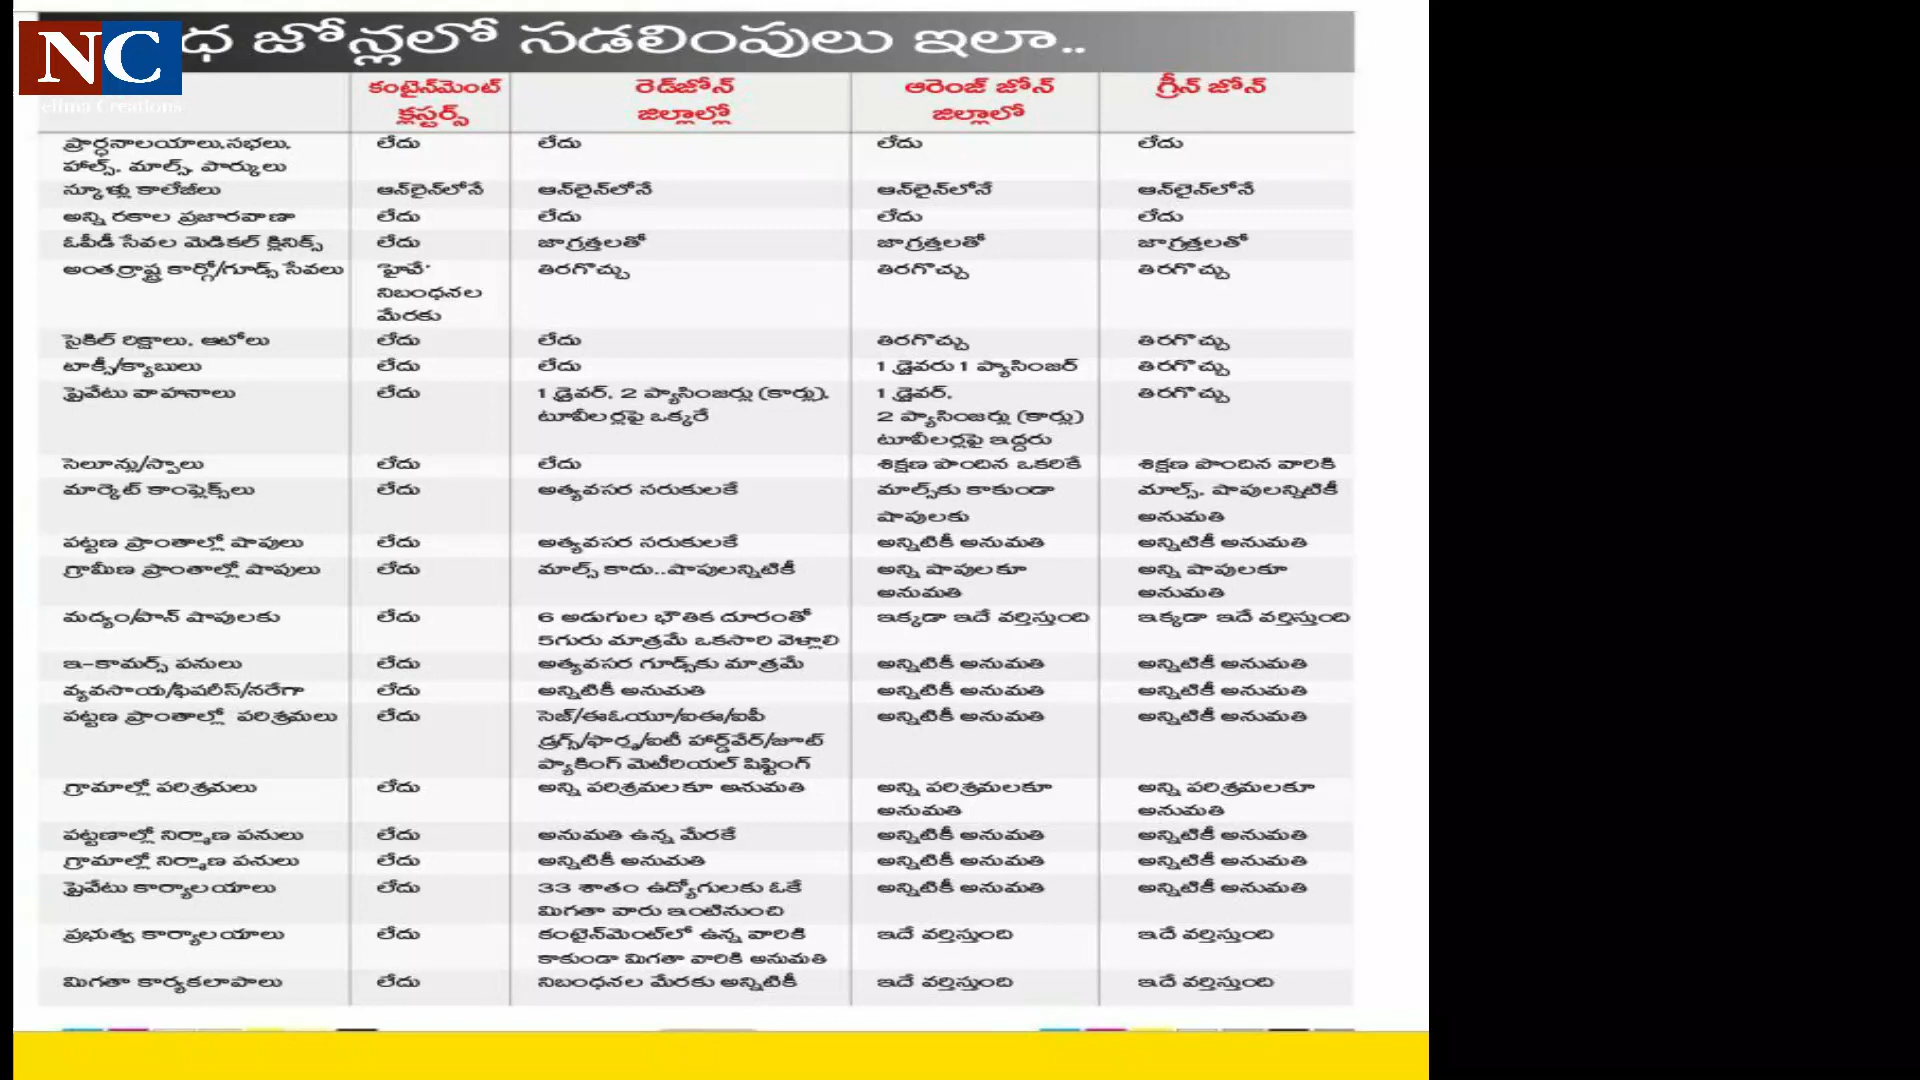 ధ జోన్లలో సడలింపులు ఇలా..
NC
elima Creations
కంటైన్‌మెంట్ క్లస్టర్స్ రెడ్‌జోన్ జిల్లాల్లో ఆరెంజ్ జోన్ జిల్లాలో గ్రీన్ జోన్
ప్రార్థనాలయాలు,సభలు, లేదు లేదు లేదు లేదు
హాల్స్, మాల్స్, పార్కులు
స్కూళ్లు కాలేజీలు ఆన్‌లైన్‌లోనే ఆన్‌లైన్‌లోనే ఆన్‌లైన్‌లోనే ఆన్‌లైన్‌లోనే
అన్ని రకాల ప్రజారవాణా లేదు లేదు లేదు లేదు
ఓపీడీ సేవల మెడికల్ క్లినిక్స్ లేదు జాగ్రత్తలతో జాగ్రత్తలతో జాగ్రత్తలతో
అంతర్రాష్ట్ర కార్గో/గూడ్స్ సేవలు 'హైవే' తిరగొచ్చు తిరగొచ్చు తిరగొచ్చు
నిబంధనల
మేరకు
సైకిల్ రిక్షాలు, ఆటోలు లేదు లేదు తిరగొచ్చు తిరగొచ్చు
టాక్సీ/క్యాబులు లేదు లేదు 1 డ్రైవరు 1 ప్యాసింజర్ తిరగొచ్చు
ప్రైవేటు వాహనాలు లేదు 1 డ్రైవర్, 2 ప్యాసింజర్లు (కార్లు), 1 డ్రైవర్, తిరగొచ్చు
టూవీలర్లపై ఒక్కరే 2 ప్యాసింజర్లు (కార్లు)
టూవీలర్లపై ఇద్దరు
సెలూన్లు/స్పాలు లేదు లేదు శిక్షణ పొందిన ఒకరికే శిక్షణ పొందిన వారికి
మార్కెట్ కాంప్లెక్స్‌లు లేదు అత్యవసర సరుకులకే మాల్స్‌కు కాకుండా మాల్స్, షాపులన్నిటికీ
షాపులకు అనుమతి
పట్టణ ప్రాంతాల్లో షాపులు లేదు అత్యవసర సరుకులకే అన్నిటికీ అనుమతి అన్నిటికీ అనుమతి
గ్రామీణ ప్రాంతాల్లో షాపులు లేదు మాల్స్ కాదు..షాపులన్నిటికీ అన్ని షాపులకూ అన్ని షాపులకూ
అనుమతి అనుమతి
మద్యం/పాన్ షాపులకు లేదు 6 అడుగుల భౌతిక దూరంతో ఇక్కడా ఇదే వర్తిస్తుంది ఇక్కడా ఇదే వర్తిస్తుంది
5గురు మాత్రమే ఒకసారి వెళ్లాలి
ఇ-కామర్స్ పనులు లేదు అత్యవసర గూడ్స్‌కు మాత్రమే అన్నిటికీ అనుమతి అన్నిటికీ అనుమతి
వ్యవసాయ/ఫిషరీస్/నరేగా లేదు అన్నిటికీ అనుమతి అన్నిటికీ అనుమతి అన్నిటికీ అనుమతి
పట్టణ ప్రాంతాల్లో పరిశ్రమలు లేదు సెజ్/ఈఓయూ/ఐఈ/ఐపీ అన్నిటికీ అనుమతి అన్నిటికీ అనుమతి
డ్రగ్స్/ఫార్మా/ఐటీ హార్డ్‌వేర్/జూట్
ప్యాకింగ్ మెటీరియల్ షిఫ్టింగ్
గ్రామాల్లో పరిశ్రమలు లేదు అన్ని పరిశ్రమలకూ అనుమతి అన్ని పరిశ్రమలకూ అన్ని పరిశ్రమలకూ
అనుమతి అనుమతి
పట్టణాల్లో నిర్మాణ పనులు లేదు అనుమతి ఉన్న మేరకే అన్నిటికీ అనుమతి అన్నిటికీ అనుమతి
గ్రామాల్లో నిర్మాణ పనులు లేదు అన్నిటికీ అనుమతి అన్నిటికీ అనుమతి అన్నిటికీ అనుమతి
ప్రైవేటు కార్యాలయాలు లేదు 33 శాతం ఉద్యోగులకు ఓకే అన్నిటికీ అనుమతి అన్నిటికీ అనుమతి
మిగతా వారు ఇంటినుంచి
ప్రభుత్వ కార్యాలయాలు లేదు కంటైన్‌మెంట్‌లో ఉన్న వారికి ఇదే వర్తిస్తుంది ఇదే వర్తిస్తుంది
కాకుండా మిగతా వారికి అనుమతి
మిగతా కార్యకలాపాలు లేదు నిబంధనల మేరకు అన్నిటికీ ఇదే వర్తిస్తుంది ఇదే వర్తిస్తుంది